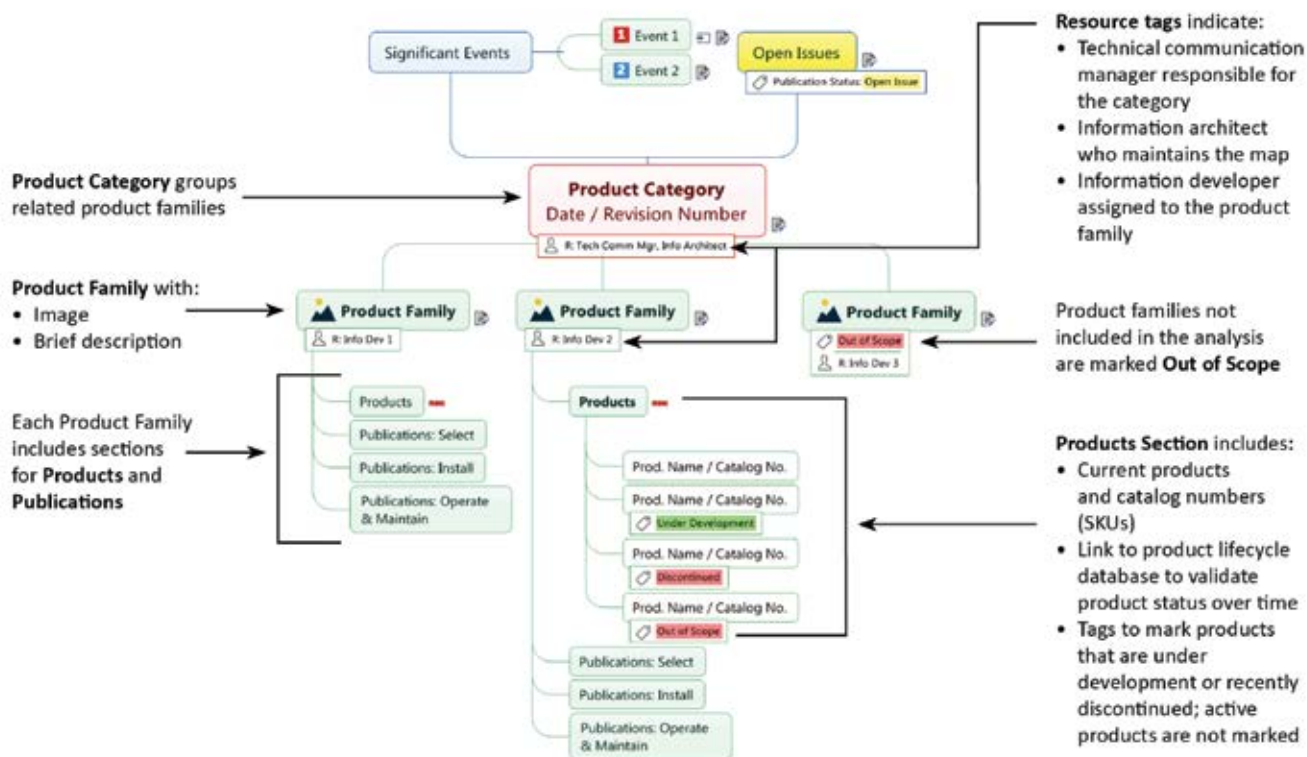 Significant Events
1 Event 1
2 Event 2
Open Issues
Publication Status: Open Issue
Resource tags indicate:
• Technical communication
manager responsible for
the category
• Information architect
who maintains the map
• Information developer
assigned to the product
family
Product Category groups
related product families
Product Category
Date / Revision Number
R: Tech Comm Mgr, Info Architect
Product Family with:
• Image
• Brief description
Product Family
R: Info Dev 1
Product Family
R: Info Dev 2
Product Family
Out of Scope
R: Info Dev 3
Product families not
included in the analysis
are marked Out of Scope
Each Product Family
includes sections
for Products and
Publications
Products
Publications: Select
Publications: Install
Publications: Operate
& Maintain
Products
Prod. Name / Catalog No.
Prod. Name / Catalog No.
Under Development
Prod. Name / Catalog No.
Discontinued
Prod. Name / Catalog No.
Out of Scope
Publications: Select
Publications: Install
Publications: Operate
& Maintain
Products Section includes:
• Current products
and catalog numbers
(SKUs)
• Link to product lifecycle
database to validate
product status over time
• Tags to mark products
that are under
development or recently
discontinued; active
products are not marked